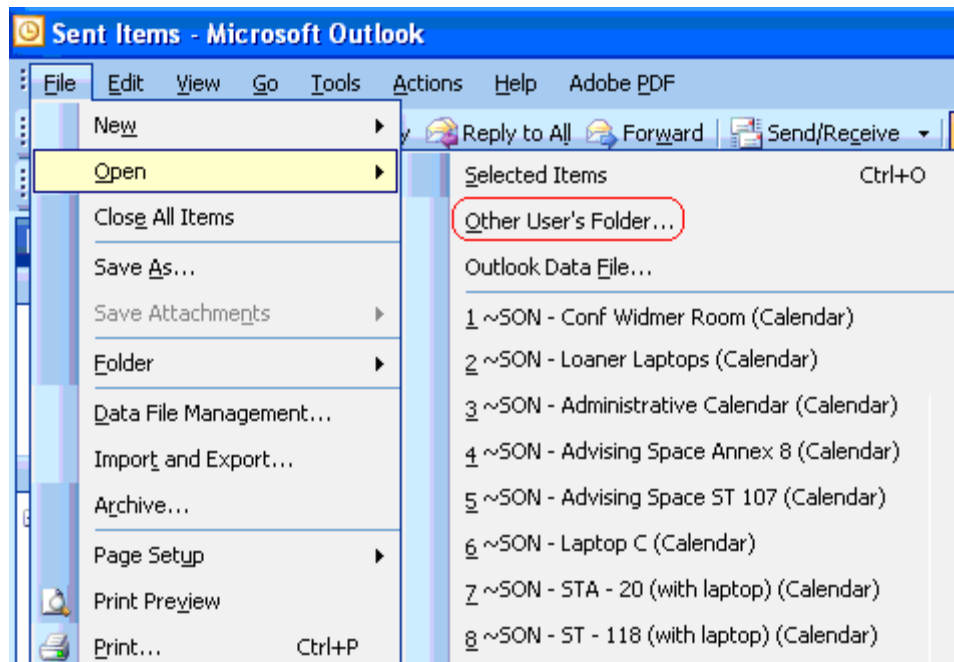 Sent Items - Microsoft Outlook
File Edit View Go Tools Actions Help Adobe PDF
Reply to All Forward Send/Receive
New
Open
Close All Items
Save As...
Save Attachments
Folder
Data File Management...
Import and Export...
Archive...
Page Setup
Print Preview
Print... Ctrl+P
Selected Items Ctrl+O
Other User's Folder...
Outlook Data File...
1 ~SON - Conf Widmer Room (Calendar)
2 ~SON - Loaner Laptops (Calendar)
3 ~SON - Administrative Calendar (Calendar)
4 ~SON - Advising Space Annex 8 (Calendar)
5 ~SON - Advising Space ST 107 (Calendar)
6 ~SON - Laptop C (Calendar)
7 ~SON - STA - 20 (with laptop) (Calendar)
8 ~SON - ST - 118 (with laptop) (Calendar)